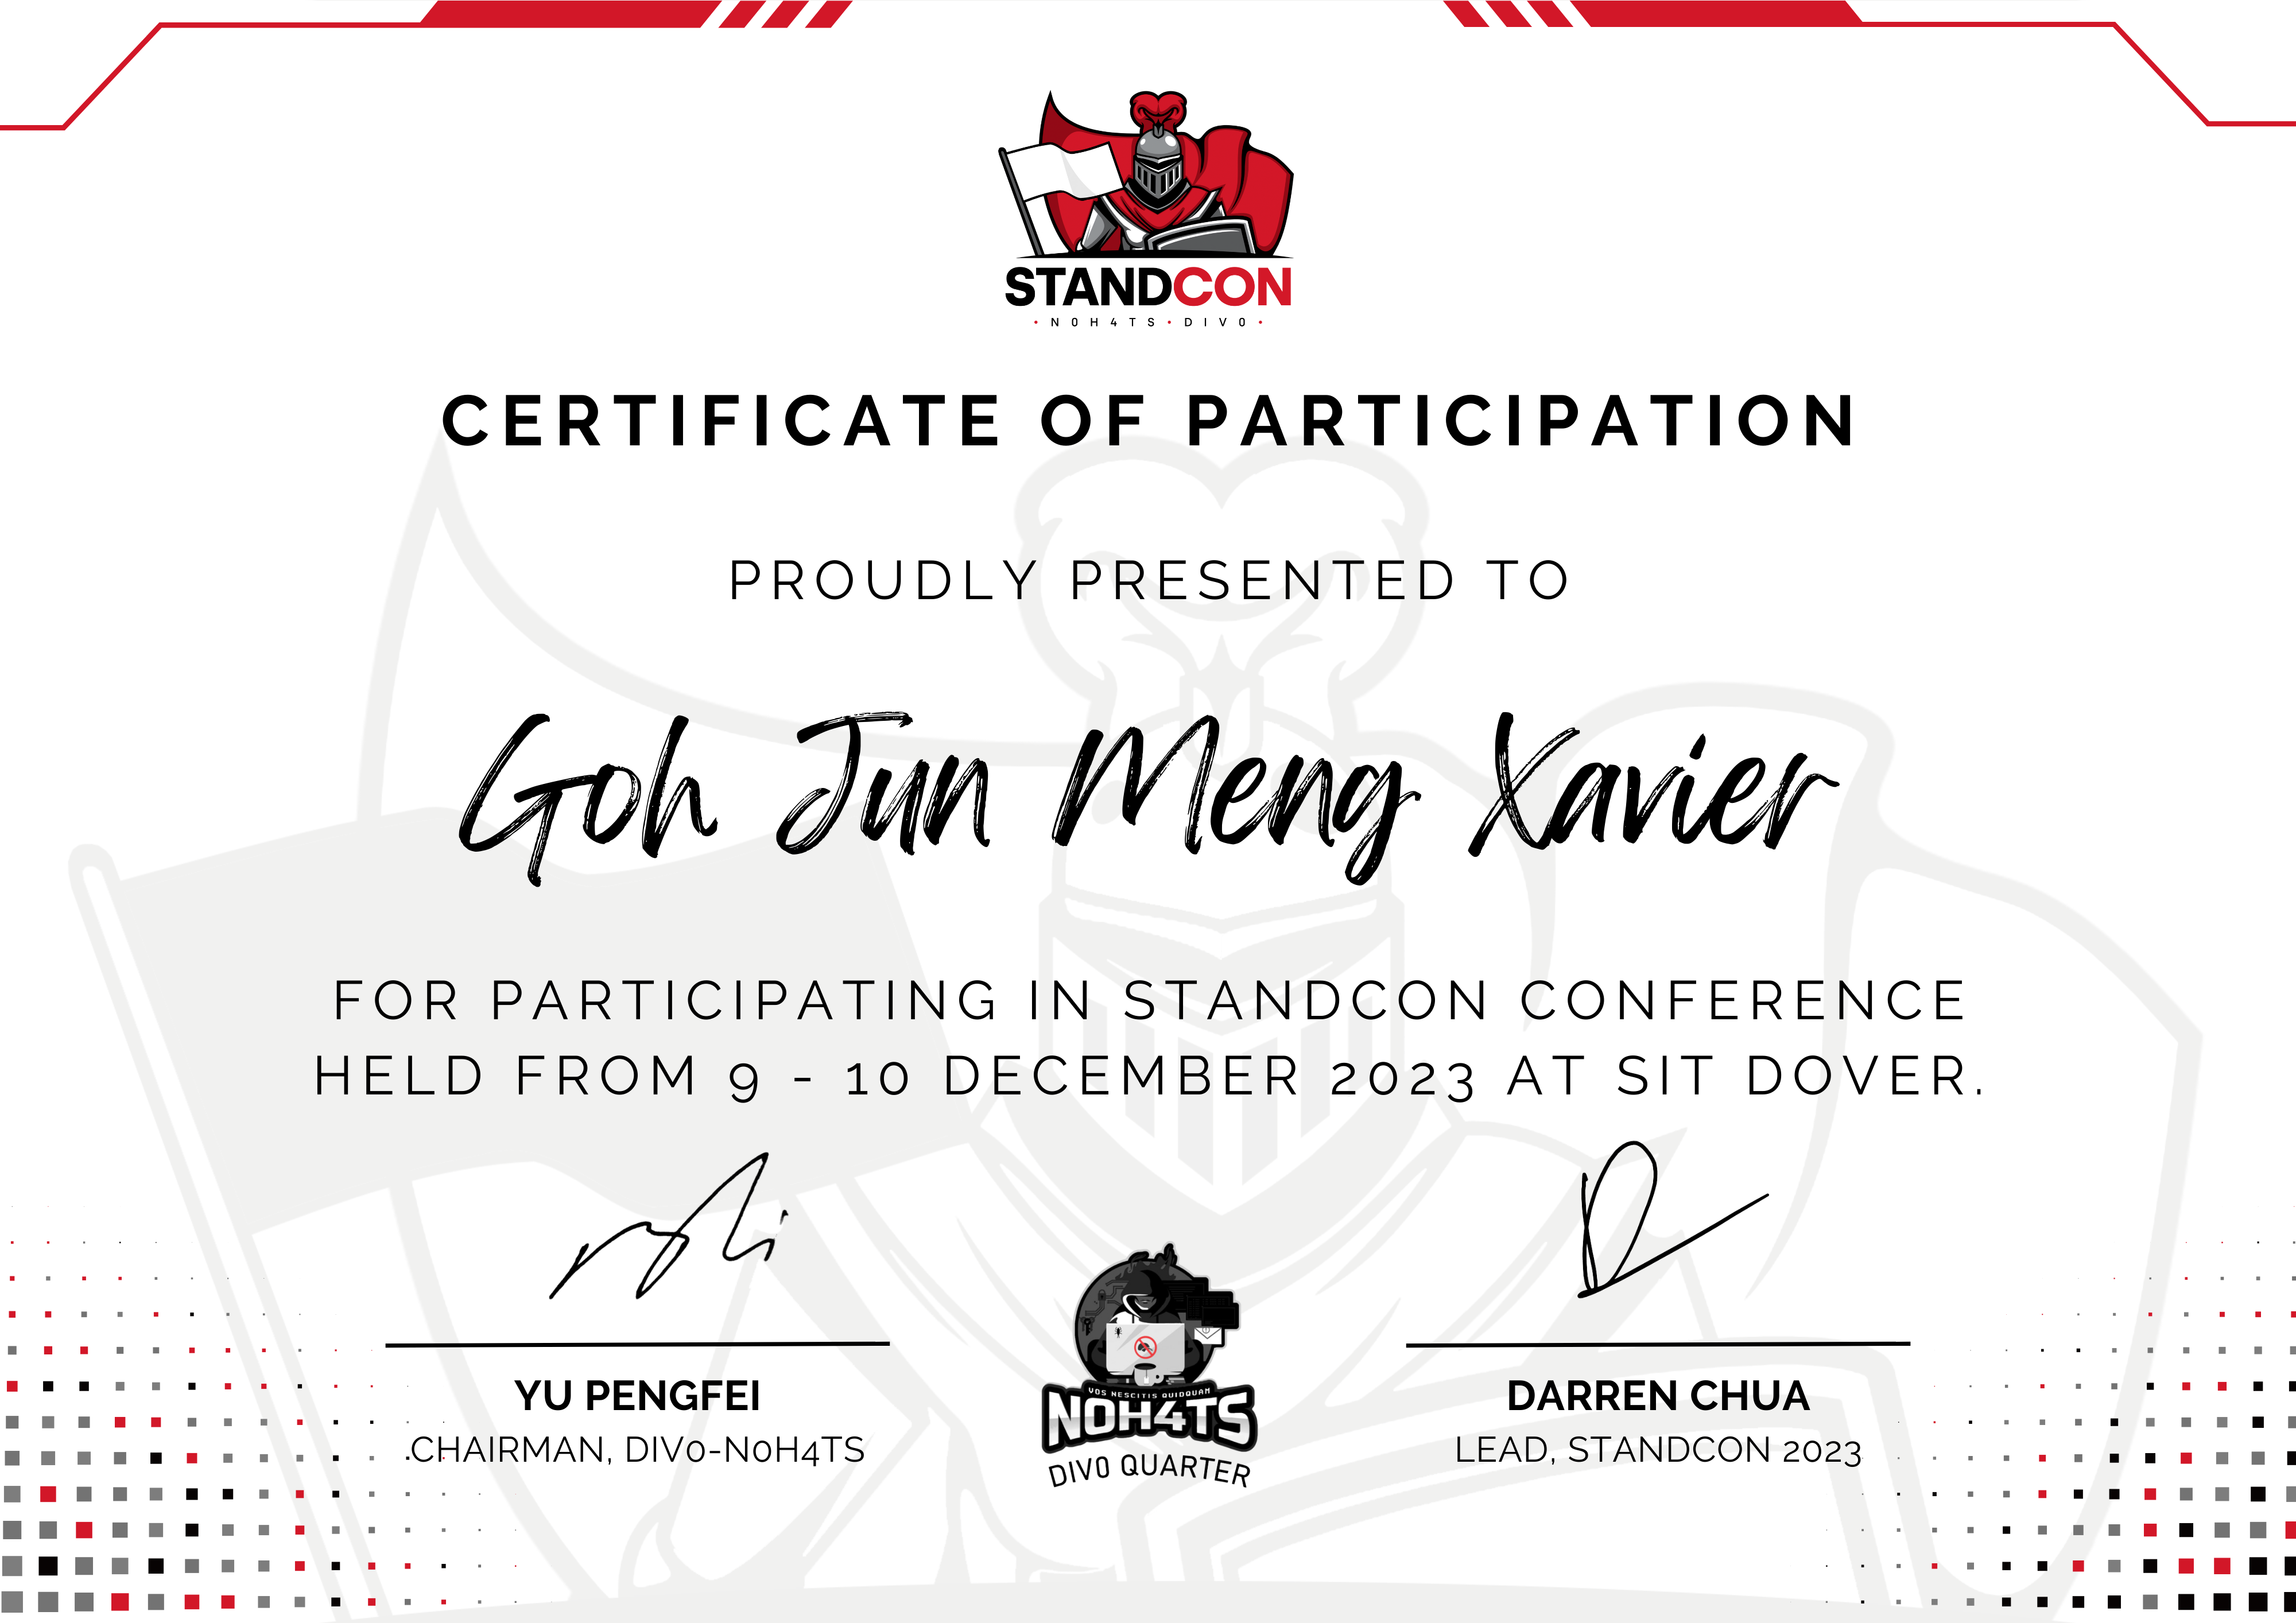 STANDCON
• N0H4TS • DIV0 •
CERTIFICATE OF PARTICIPATION
PROUDLY PRESENTED TO
Goh Jun Meng Xavier
FOR PARTICIPATING IN STANDCON CONFERENCE
HELD FROM 9 - 10 DECEMBER 2023 AT SIT DOVER.
YU PENGFEI
CHAIRMAN, DIV0-N0H4TS
VOS NESCITIS QUIDQUAM
N0H4TS
DIV0 QUARTER
DARREN CHUA
LEAD, STANDCON 2023